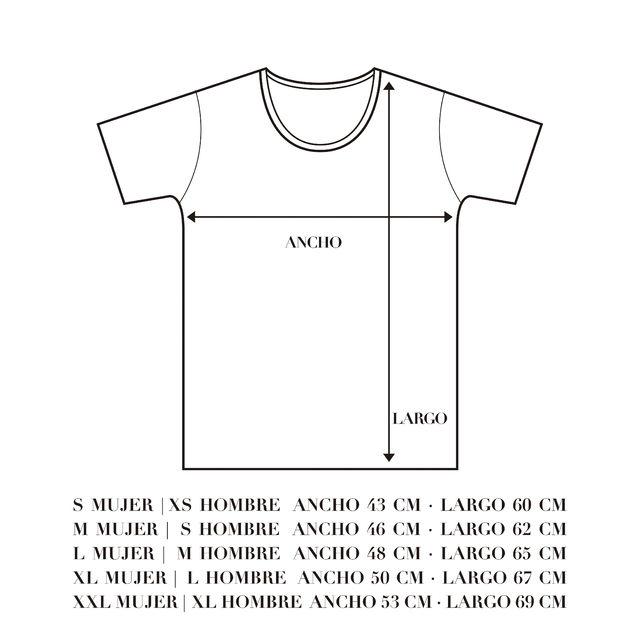 ANCHO
LARGO
S MUJER | XS HOMBRE ANCHO 43 CM · LARGO 60 CM
M MUJER | S HOMBRE ANCHO 46 CM · LARGO 62 CM
L MUJER | M HOMBRE ANCHO 48 CM · LARGO 65 CM
XL MUJER | L HOMBRE ANCHO 50 CM · LARGO 67 CM
XXL MUJER | XL HOMBRE ANCHO 53 CM · LARGO 69 CM